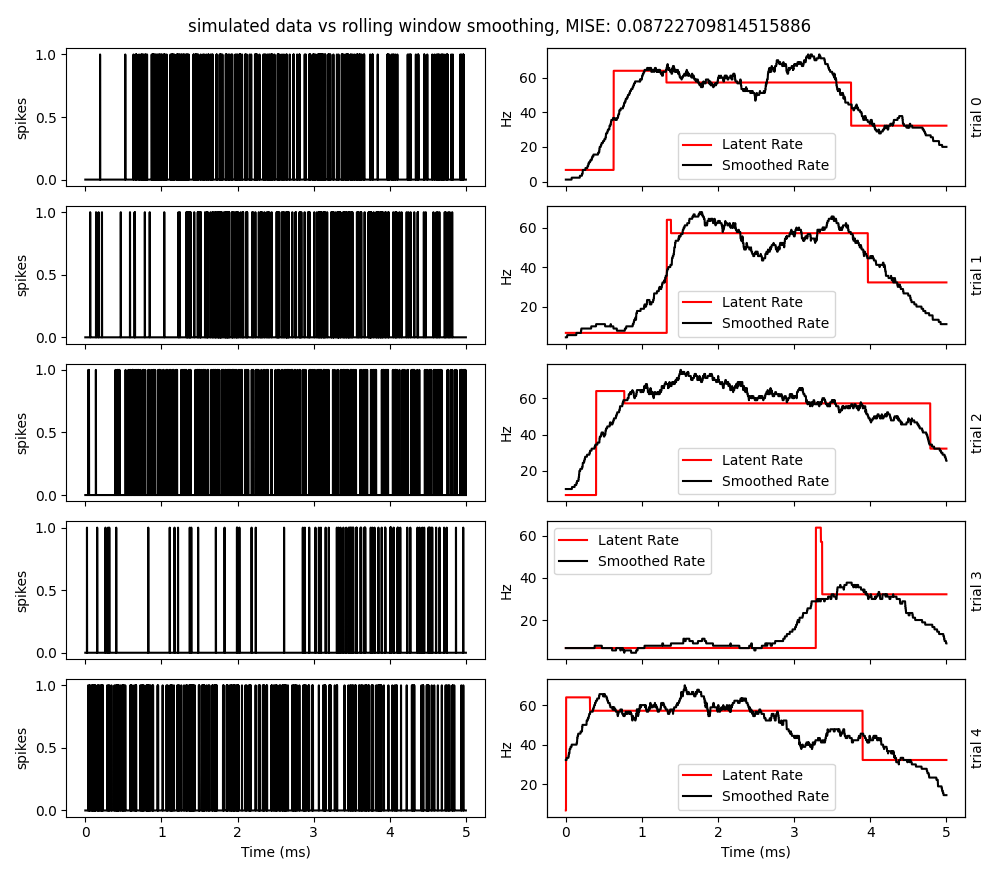 simulated data vs rolling window smoothing, MISE: 0.08722709814515886
1.0
0.5
0.0
spikes
60
40
20
0
Hz
Latent Rate
Smoothed Rate
trial 0
1.0
0.5
0.0
spikes
60
40
20
Hz
Latent Rate
Smoothed Rate
trial 1
1.0
0.5
0.0
spikes
60
40
20
Hz
Latent Rate
Smoothed Rate
trial 2
1.0
0.5
0.0
spikes
60
40
20
Hz
Latent Rate
Smoothed Rate
trial 3
1.0
0.5
0.0
spikes
0 1 2 3 4 5
Time (ms)
60
40
20
Hz
Latent Rate
Smoothed Rate
trial 4
0 1 2 3 4 5
Time (ms)